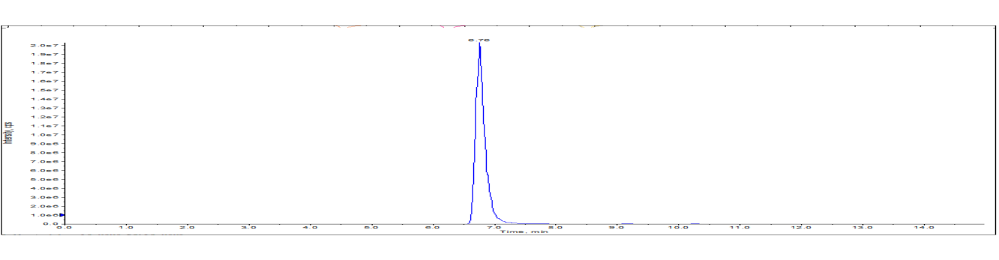 6.76
2.0e7
1.9e7
1.8e7
1.7e7
1.6e7
1.5e7
1.4e7
1.3e7
1.2e7
1.1e7
1.0e7
9.0e6
8.0e6
7.0e6
6.0e6
5.0e6
4.0e6
3.0e6
2.0e6
1.0e6
0.0
Intensity, cps
0.0 1.0 2.0 3.0 4.0 5.0 6.0 7.0 8.0 9.0 10.0 11.0 12.0 13.0 14.0
Time, min